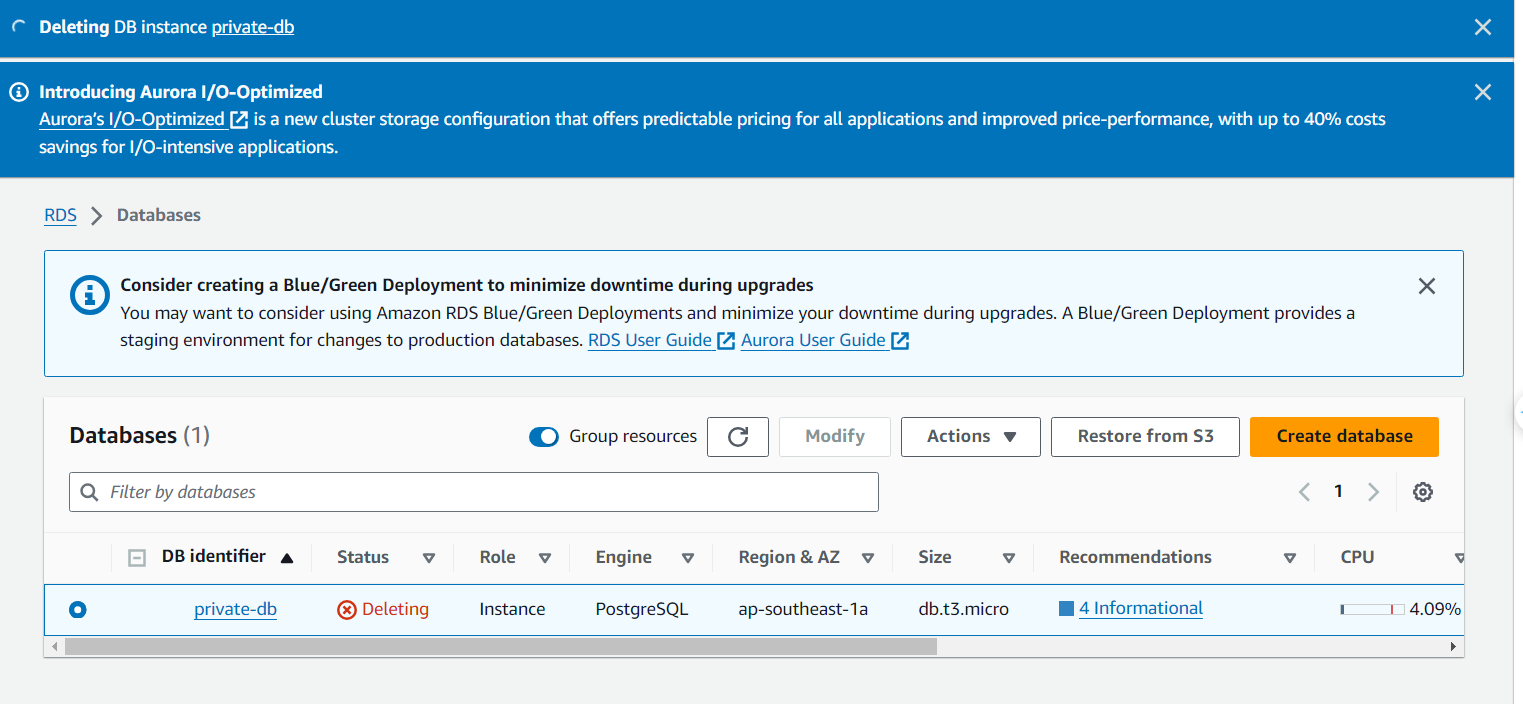 Deleting DB instance private-db
Introducing Aurora I/O-Optimized
Aurora's I/O-Optimized is a new cluster storage configuration that offers predictable pricing for all applications and improved price-performance, with up to 40% costs
savings for I/O-intensive applications.
RDS Databases
Consider creating a Blue/Green Deployment to minimize downtime during upgrades
You may want to consider using Amazon RDS Blue/Green Deployments and minimize your downtime during upgrades. A Blue/Green Deployment provides a
staging environment for changes to production databases. RDS User Guide Aurora User Guide
Databases (1) Group resources Modify Actions Restore from S3 Create database
Filter by databases 1
DB identifier Status Role Engine Region & AZ Size Recommendations CPU
private-db Deleting Instance PostgreSQL ap-southeast-1a db.t3.micro 4 Informational 4.09%